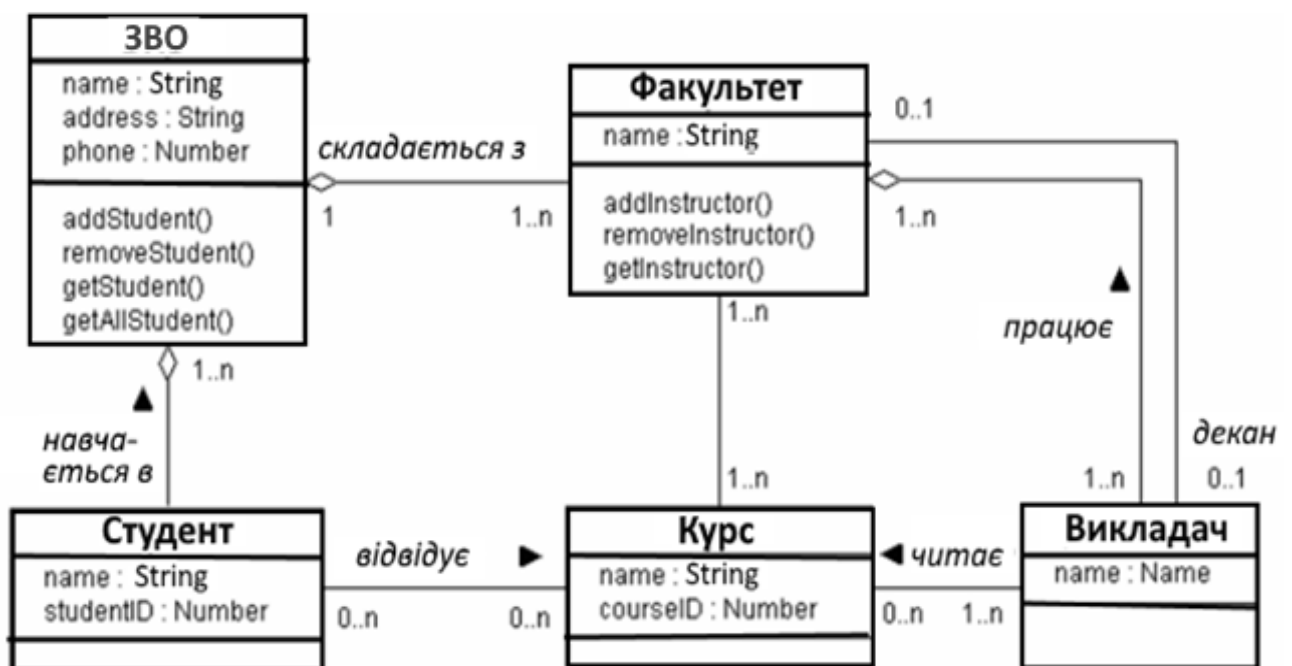 ЗВО
name : String
address : String
phone : Number
addStudent()
removeStudent()
getStudent()
getAllStudent()
складається з
1
1..n
Факультет
name : String
addInstructor()
removeInstructor()
getInstructor()
0..1
1..n
працює
декан
1..n
0..1
1..n
навча-
ється в
1..n
1..n
Студент
name : String
studentID : Number
відвідує
0..n
0..n
Курс
name : String
courseID : Number
читає
0..n
1..n
Викладач
name : Name